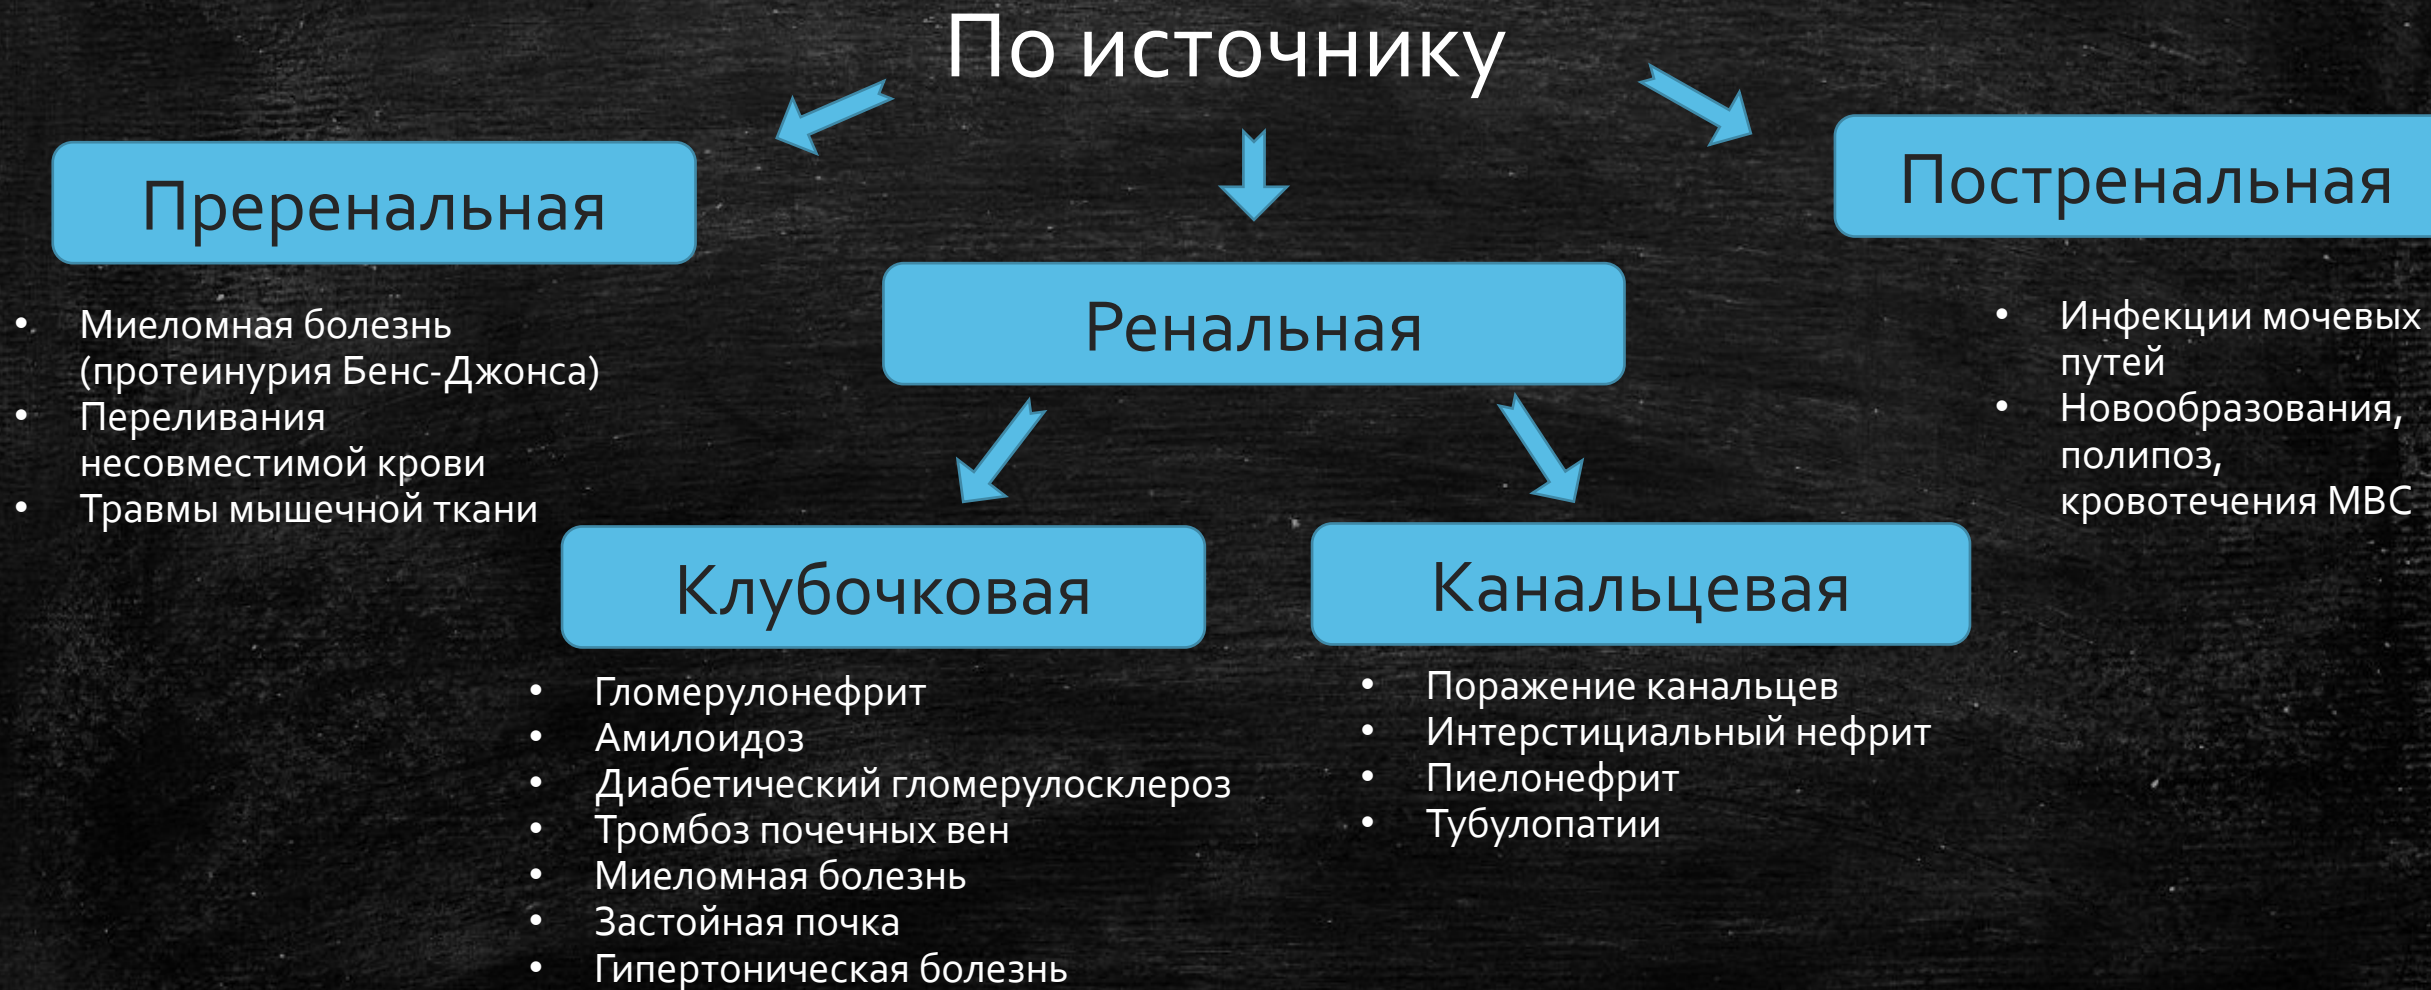 По источнику
Преренальная
• Миеломная болезнь
(протеинурия Бенс-Джонса)
• Переливания
несовместимой крови
• Травмы мышечной ткани
Ренальная
Клубочковая
• Гломерулонефрит
• Амилоидоз
• Диабетический гломерулосклероз
• Тромбоз почечных вен
• Миеломная болезнь
• Застойная почка
• Гипертоническая болезнь
Канальцевая
• Поражение канальцев
• Интерстициальный нефрит
• Пиелонефрит
• Тубулопатии
Постренальная
• Инфекции мочевых
путей
• Новообразования,
полипоз,
кровотечения МВС